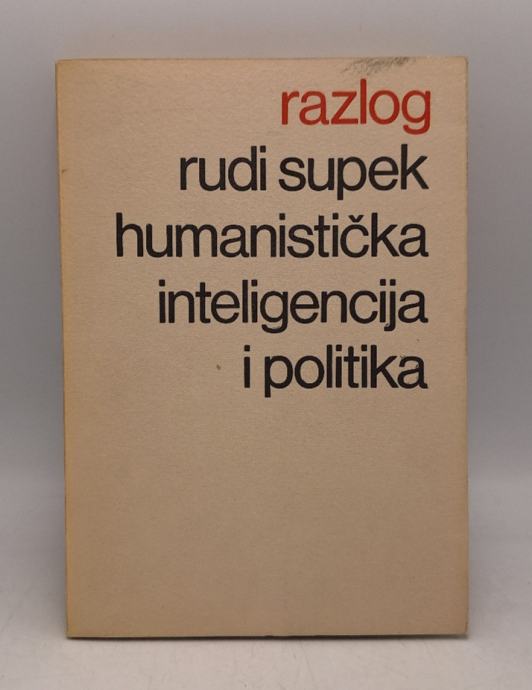 razlog
rudi supek
humanistička
inteligencija
i politika